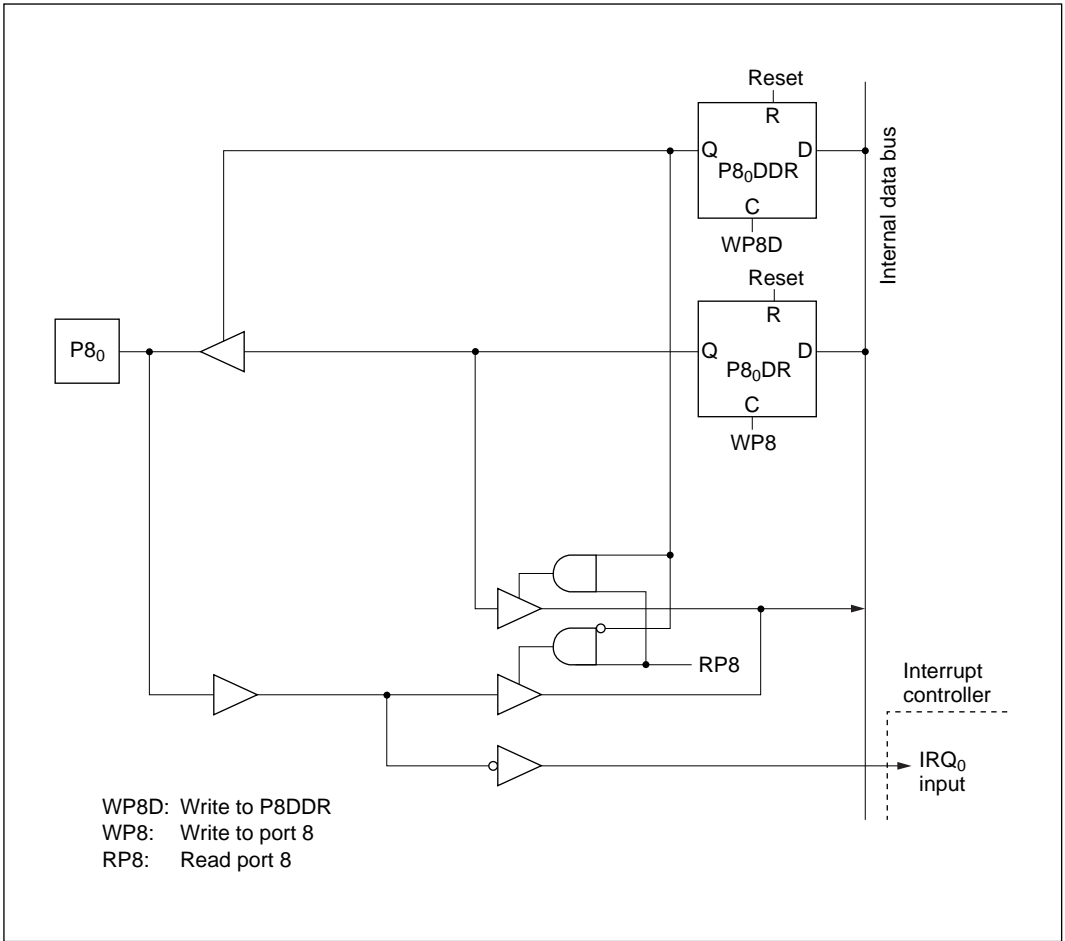 Reset
R
Q
D
P8₀DDR
C
WP8D
Internal data bus
Reset
R
P8₀
Q
D
P8₀DR
C
WP8
RP8
Interrupt
controller
IRQ₀
input
WP8D: Write to P8DDR
WP8: Write to port 8
RP8: Read port 8